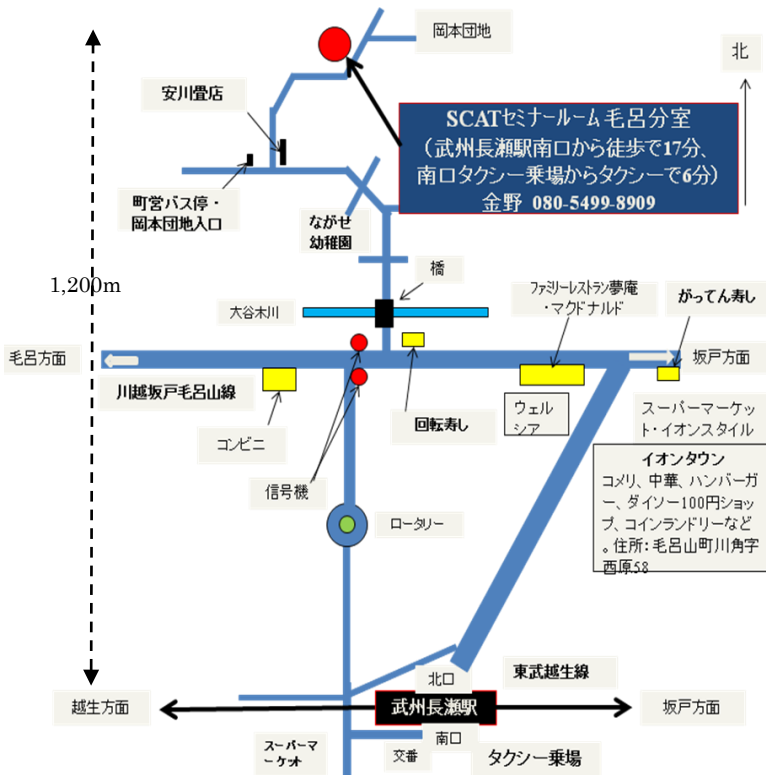 岡本団地
北
安川畳店
SCATセミナールーム毛呂分室
（武州長瀬駅南口から徒歩で17分、
南口タクシー乗場からタクシーで6分）
金野 080-5499-8909
町営バス停・
岡本団地入口
ながせ
幼稚園
橋
1,200m
大谷木川
ファミリーレストラン夢庵
・マクドナルド
がってん寿し
毛呂方面
坂戸方面
川越坂戸毛呂山線
コンビニ
回転寿し
ウェル
シア
スーパーマーケッ
ト・イオンスタイル
信号機
イオンタウン
コメリ、中華、ハンバーガ
ー、ダイソー100円ショッ
プ、コインランドリーなど
。住所：毛呂山町川角字
西原58
ロータリー
北口
東武越生線
越生方面
武州長瀬駅
坂戸方面
南口
スーパーマ
ーケット
交番
タクシー乗場